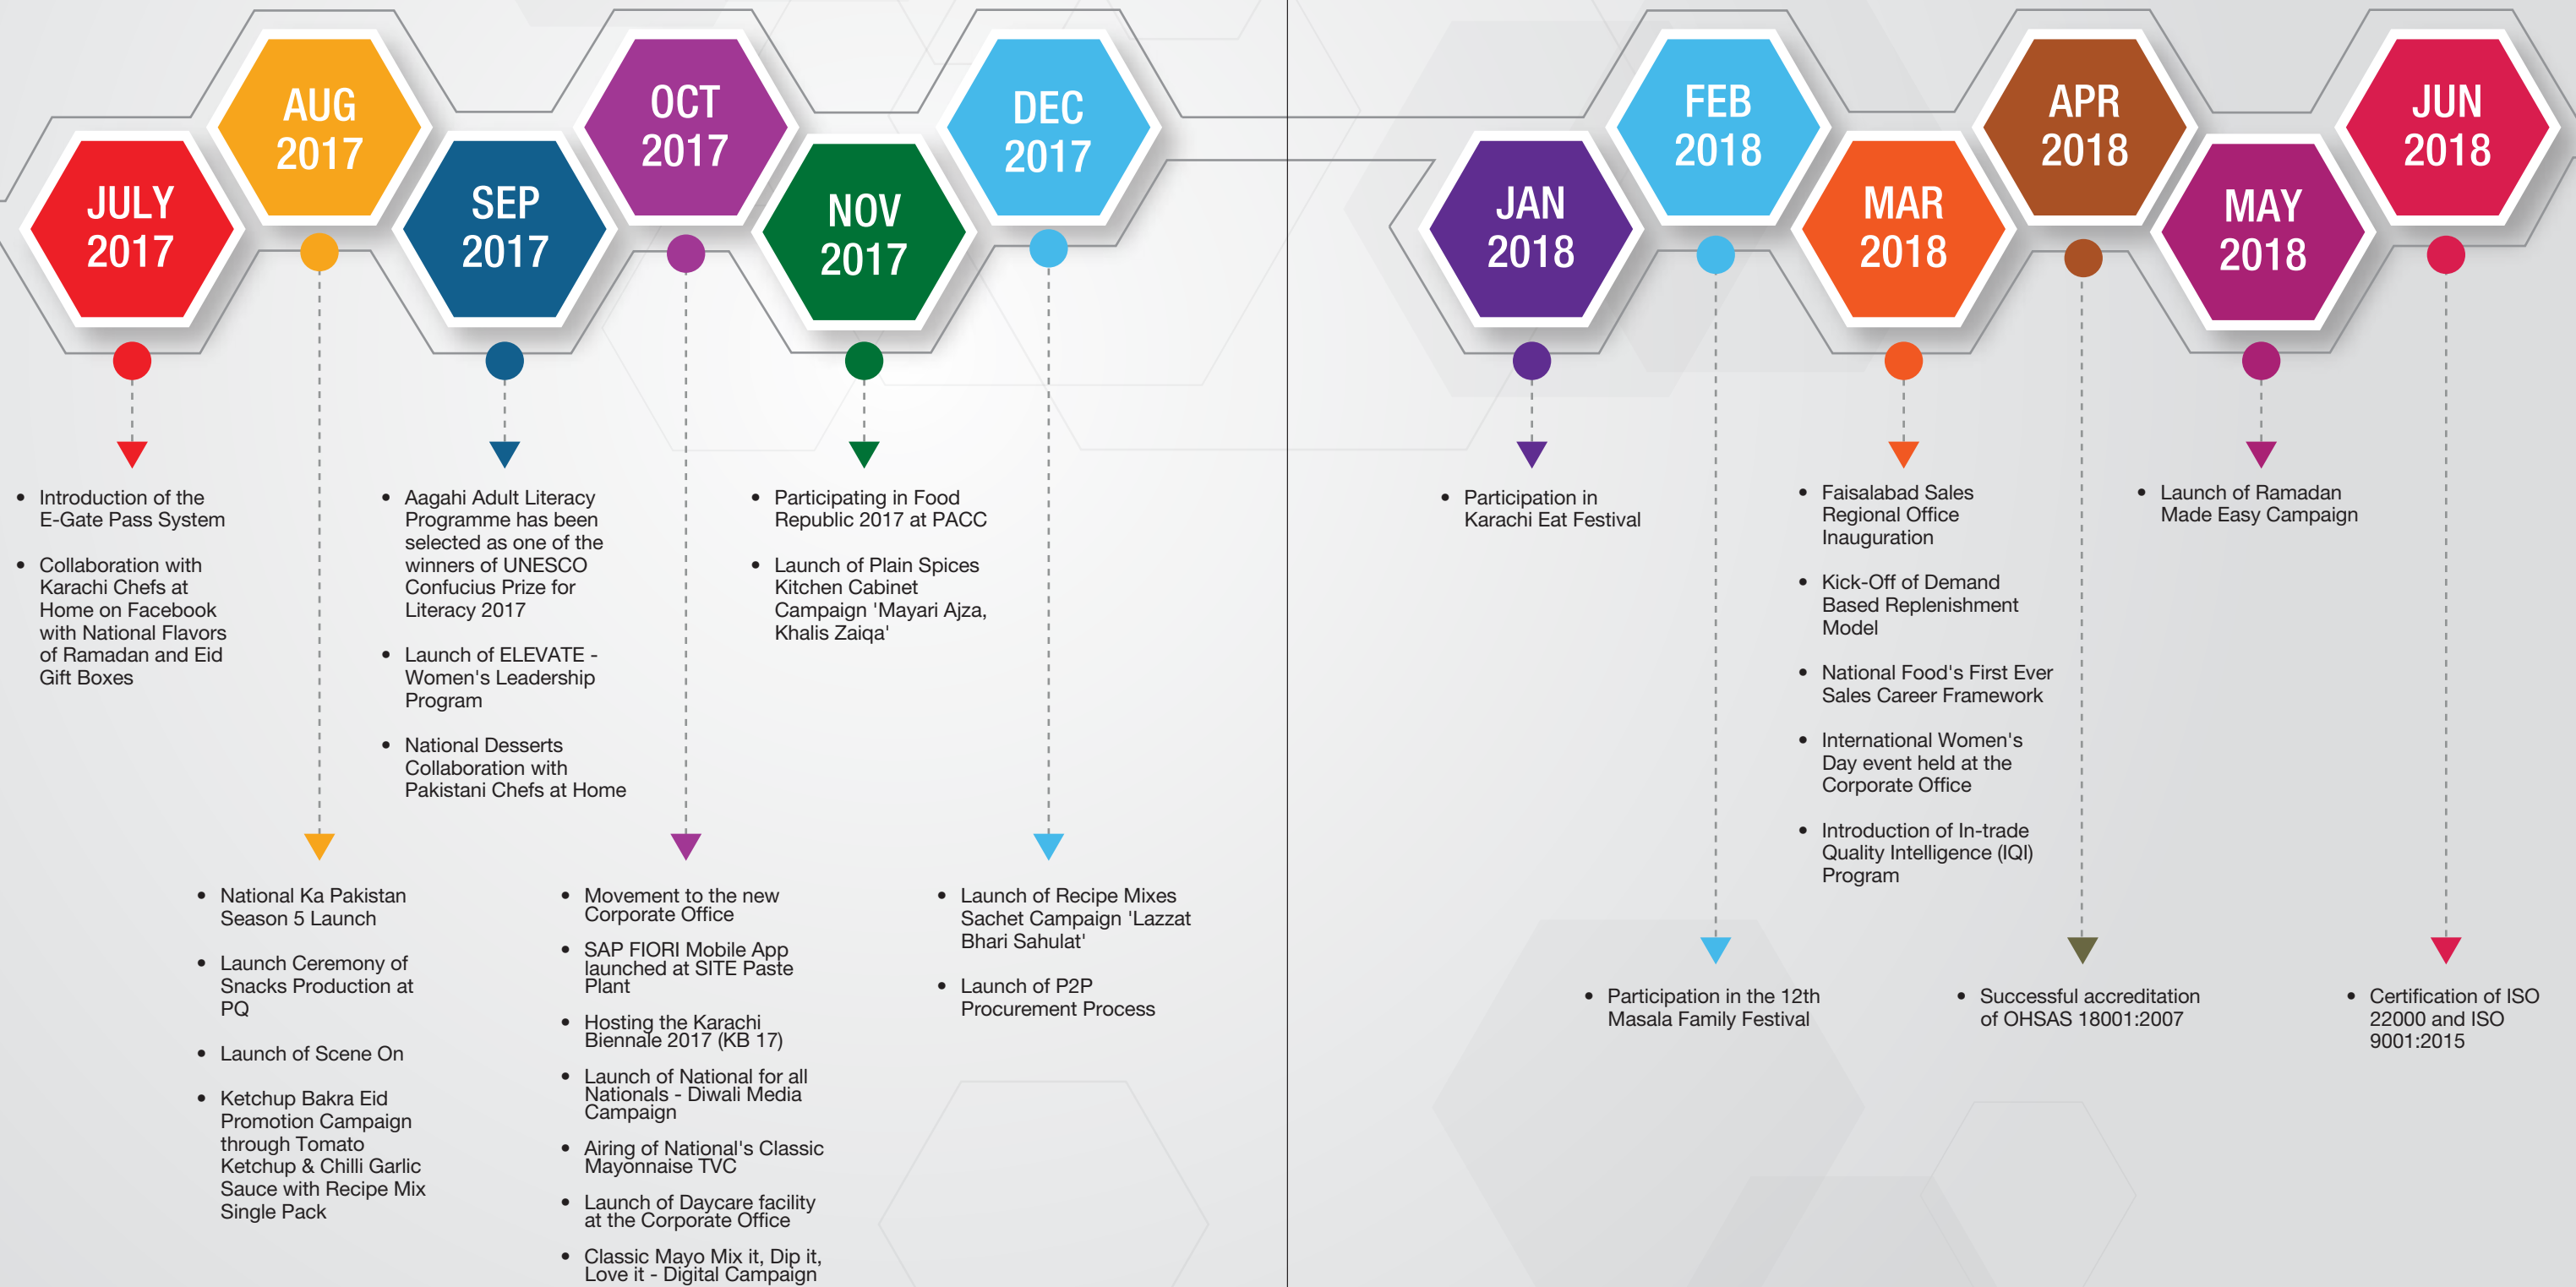 JULY
2017
AUG
2017
SEP
2017
OCT
2017
NOV
2017
DEC
2017
JAN
2018
FEB
2018
MAR
2018
APR
2018
MAY
2018
JUN
2018
• Introduction of the
E-Gate Pass System
• Collaboration with
Karachi Chefs at
Home on Facebook
with National Flavors
of Ramadan and Eid
Gift Boxes
• National Ka Pakistan
Season 5 Launch
• Launch Ceremony of
Snacks Production at
PQ
• Launch of Scene On
• Ketchup Bakra Eid
Promotion Campaign
through Tomato
Ketchup & Chilli Garlic
Sauce with Recipe Mix
Single Pack
• Aagahi Adult Literacy
Programme has been
selected as one of the
winners of UNESCO
Confucius Prize for
Literacy 2017
• Launch of ELEVATE -
Women's Leadership
Program
• National Desserts
Collaboration with
Pakistani Chefs at Home
• Movement to the new
Corporate Office
• SAP FIORI Mobile App
launched at SITE Paste
Plant
• Hosting the Karachi
Biennale 2017 (KB 17)
• Launch of National for all
Nationals - Diwali Media
Campaign
• Airing of National's Classic
Mayonnaise TVC
• Launch of Daycare facility
at the Corporate Office
• Classic Mayo Mix it, Dip it,
Love it - Digital Campaign
• Participating in Food
Republic 2017 at PACC
• Launch of Plain Spices
Kitchen Cabinet
Campaign 'Mayari Ajza,
Khalis Zaiqa'
• Launch of Recipe Mixes
Sachet Campaign 'Lazzat
Bhari Sahulat'
• Launch of P2P
Procurement Process
• Participation in
Karachi Eat Festival
• Participation in the 12th
Masala Family Festival
• Faisalabad Sales
Regional Office
Inauguration
• Kick-Off of Demand
Based Replenishment
Model
• National Food's First Ever
Sales Career Framework
• International Women's
Day event held at the
Corporate Office
• Introduction of In-trade
Quality Intelligence (IQI)
Program
• Successful accreditation
of OHSAS 18001:2007
• Launch of Ramadan
Made Easy Campaign
• Certification of ISO
22000 and ISO
9001:2015